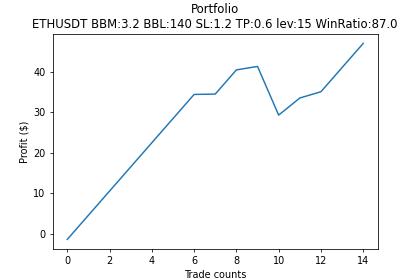 Portfolio
ETHUSDT BBM:3.2 BBL:140 SL:1.2 TP:0.6 lev:15 WinRatio:87.0
40
30
20
10
0
Profit ($)
0 2 4 6 8 10 12 14
Trade counts